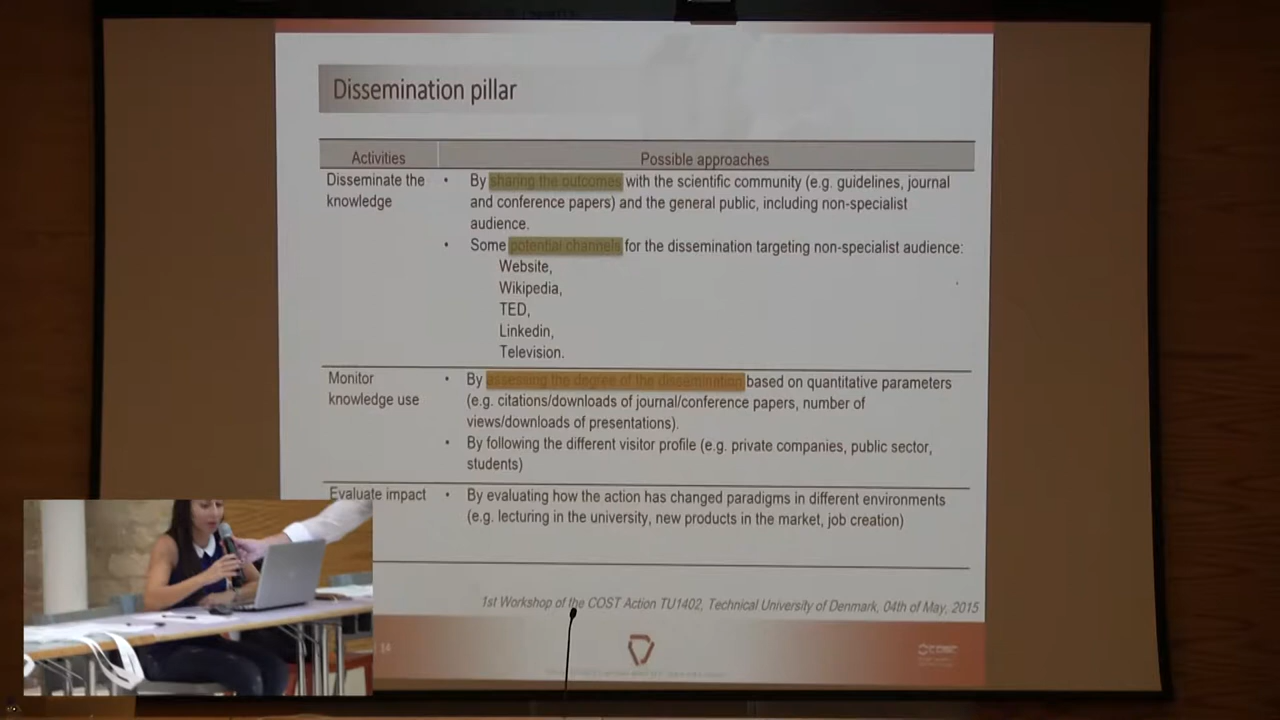 Dissemination pillar
Activities
Possible approaches
Disseminate the
knowledge
• By sharing the outcomes with the scientific community (e.g. guidelines, journal
and conference papers) and the general public, including non-specialist
audience.
• Some potential channels for the dissemination targeting non-specialist audience:
Website,
Wikipedia,
TED,
Linkedin,
Television.
Monitor
knowledge use
• By assessing the degree of the dissemination based on quantitative parameters
(e.g. citations/downloads of journal/conference papers, number of
views/downloads of presentations).
• By following the different visitor profile (e.g. private companies, public sector,
students)
Evaluate impact
• By evaluating how the action has changed paradigms in different environments
(e.g. lecturing in the university, new products in the market, job creation)
1st Workshop of the COST Action TU1402, Technical University of Denmark, 04th of May, 2015
| 14